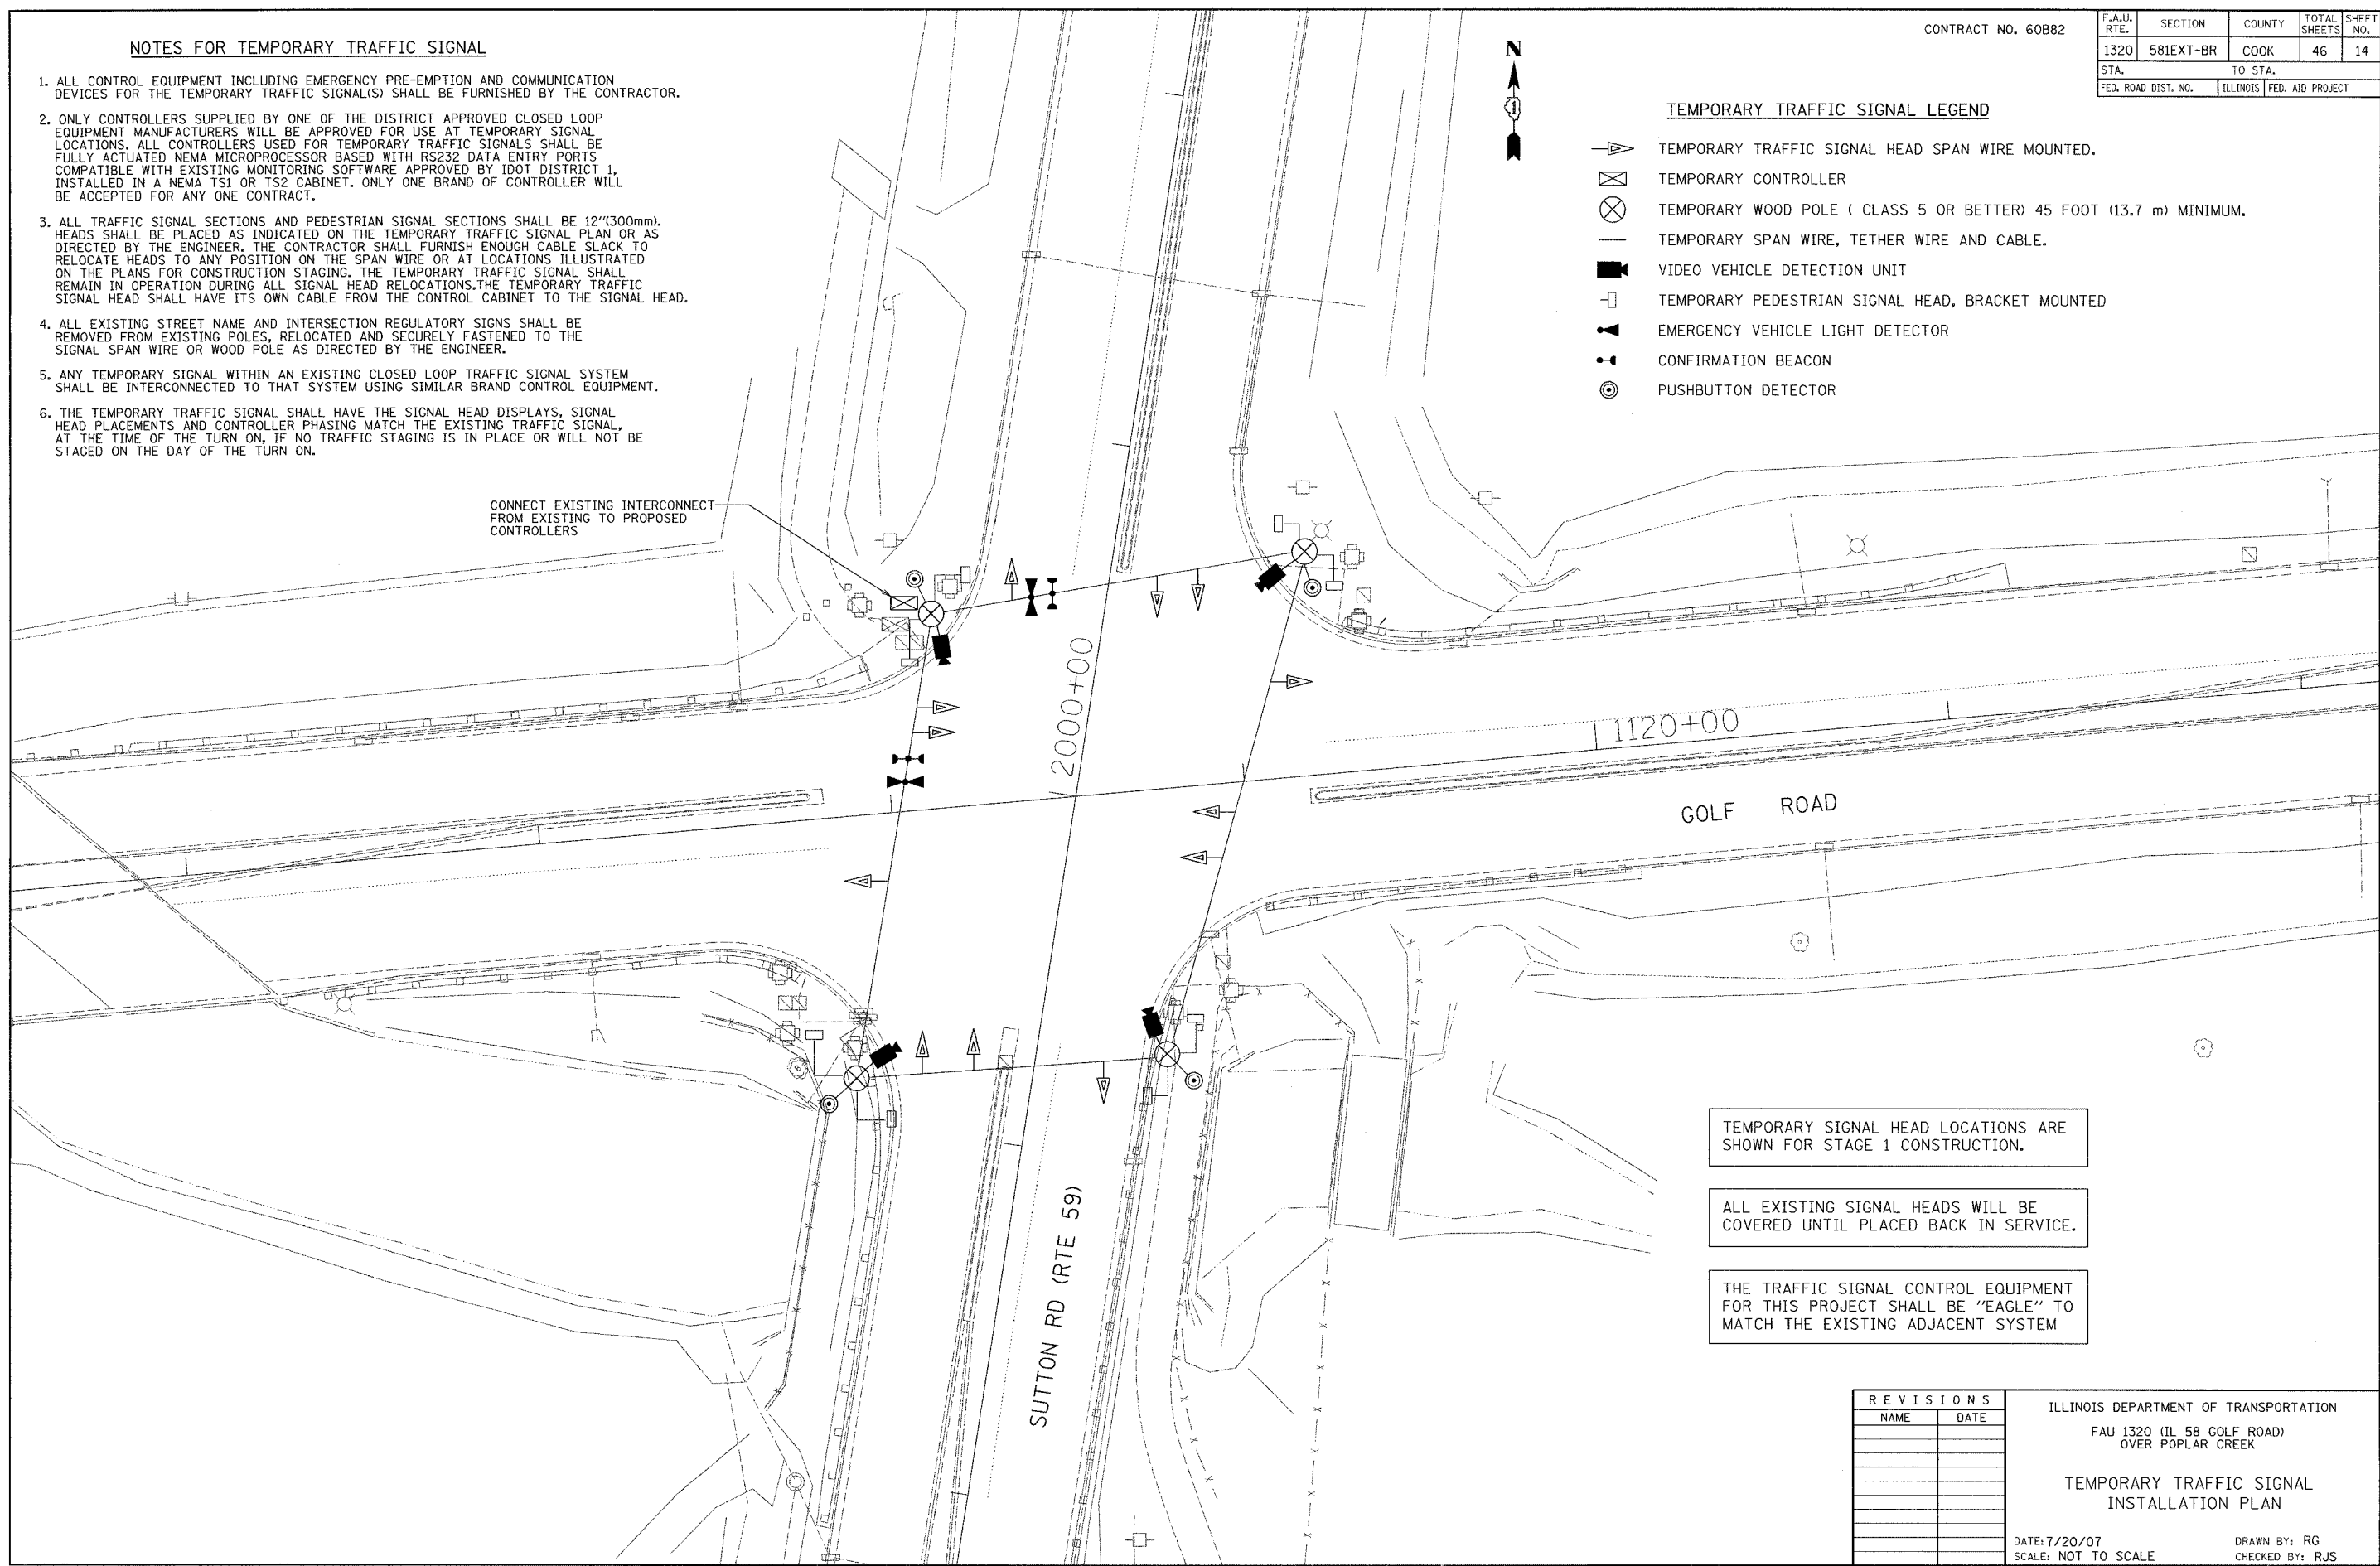 NOTES FOR TEMPORARY TRAFFIC SIGNAL
1. ALL CONTROL EQUIPMENT INCLUDING EMERGENCY PRE-EMPTION AND COMMUNICATION
DEVICES FOR THE TEMPORARY TRAFFIC SIGNAL(S) SHALL BE FURNISHED BY THE CONTRACTOR.
2. ONLY CONTROLLERS SUPPLIED BY ONE OF THE DISTRICT APPROVED CLOSED LOOP
EQUIPMENT MANUFACTURERS WILL BE APPROVED FOR USE AT TEMPORARY SIGNAL
LOCATIONS. ALL CONTROLLERS USED FOR TEMPORARY TRAFFIC SIGNALS SHALL BE
FULLY ACTUATED NEMA MICROPROCESSOR BASED WITH RS232 DATA ENTRY PORTS
COMPATIBLE WITH EXISTING MONITORING SOFTWARE APPROVED BY IDOT DISTRICT 1,
INSTALLED IN A NEMA TS1 OR TS2 CABINET. ONLY ONE BRAND OF CONTROLLER WILL
BE ACCEPTED FOR ANY ONE CONTRACT.
3. ALL TRAFFIC SIGNAL SECTIONS AND PEDESTRIAN SIGNAL SECTIONS SHALL BE 12"(300mm).
HEADS SHALL BE PLACED AS INDICATED ON THE TEMPORARY TRAFFIC SIGNAL PLAN OR AS
DIRECTED BY THE ENGINEER. THE CONTRACTOR SHALL FURNISH ENOUGH CABLE SLACK TO
RELOCATE HEADS TO ANY POSITION ON THE SPAN WIRE OR AT LOCATIONS ILLUSTRATED
ON THE PLANS FOR CONSTRUCTION STAGING. THE TEMPORARY TRAFFIC SIGNAL SHALL
REMAIN IN OPERATION DURING ALL SIGNAL HEAD RELOCATIONS.THE TEMPORARY TRAFFIC
SIGNAL HEAD SHALL HAVE ITS OWN CABLE FROM THE CONTROL CABINET TO THE SIGNAL HEAD.
4. ALL EXISTING STREET NAME AND INTERSECTION REGULATORY SIGNS SHALL BE
REMOVED FROM EXISTING POLES, RELOCATED AND SECURELY FASTENED TO THE
SIGNAL SPAN WIRE OR WOOD POLE AS DIRECTED BY THE ENGINEER.
5. ANY TEMPORARY SIGNAL WITHIN AN EXISTING CLOSED LOOP TRAFFIC SIGNAL SYSTEM
SHALL BE INTERCONNECTED TO THAT SYSTEM USING SIMILAR BRAND CONTROL EQUIPMENT.
6. THE TEMPORARY TRAFFIC SIGNAL SHALL HAVE THE SIGNAL HEAD DISPLAYS, SIGNAL
HEAD PLACEMENTS AND CONTROLLER PHASING MATCH THE EXISTING TRAFFIC SIGNAL,
AT THE TIME OF THE TURN ON, IF NO TRAFFIC STAGING IS IN PLACE OR WILL NOT BE
STAGED ON THE DAY OF THE TURN ON.
CONNECT EXISTING INTERCONNECT
FROM EXISTING TO PROPOSED
CONTROLLERS
N
1
CONTRACT NO. 60B82
F.A.U. RTE. SECTION COUNTY TOTAL SHEETS SHEET NO.
1320 581EXT-BR COOK 46 14
STA. TO STA.
FED. ROAD DIST. NO. ILLINOIS FED. AID PROJECT
TEMPORARY TRAFFIC SIGNAL LEGEND
TEMPORARY TRAFFIC SIGNAL HEAD SPAN WIRE MOUNTED.
TEMPORARY CONTROLLER
TEMPORARY WOOD POLE ( CLASS 5 OR BETTER) 45 FOOT (13.7 m) MINIMUM.
TEMPORARY SPAN WIRE, TETHER WIRE AND CABLE.
VIDEO VEHICLE DETECTION UNIT
TEMPORARY PEDESTRIAN SIGNAL HEAD, BRACKET MOUNTED
EMERGENCY VEHICLE LIGHT DETECTOR
CONFIRMATION BEACON
PUSHBUTTON DETECTOR
2000+00
1120+00
GOLF ROAD
SUTTON RD (RTE 59)
TEMPORARY SIGNAL HEAD LOCATIONS ARE
SHOWN FOR STAGE 1 CONSTRUCTION.
ALL EXISTING SIGNAL HEADS WILL BE
COVERED UNTIL PLACED BACK IN SERVICE.
THE TRAFFIC SIGNAL CONTROL EQUIPMENT
FOR THIS PROJECT SHALL BE "EAGLE" TO
MATCH THE EXISTING ADJACENT SYSTEM
REVISIONS
NAME DATE
ILLINOIS DEPARTMENT OF TRANSPORTATION
FAU 1320 (IL 58 GOLF ROAD)
OVER POPLAR CREEK
TEMPORARY TRAFFIC SIGNAL
INSTALLATION PLAN
DATE:7/20/07 DRAWN BY: RG
SCALE: NOT TO SCALE CHECKED BY: RJS